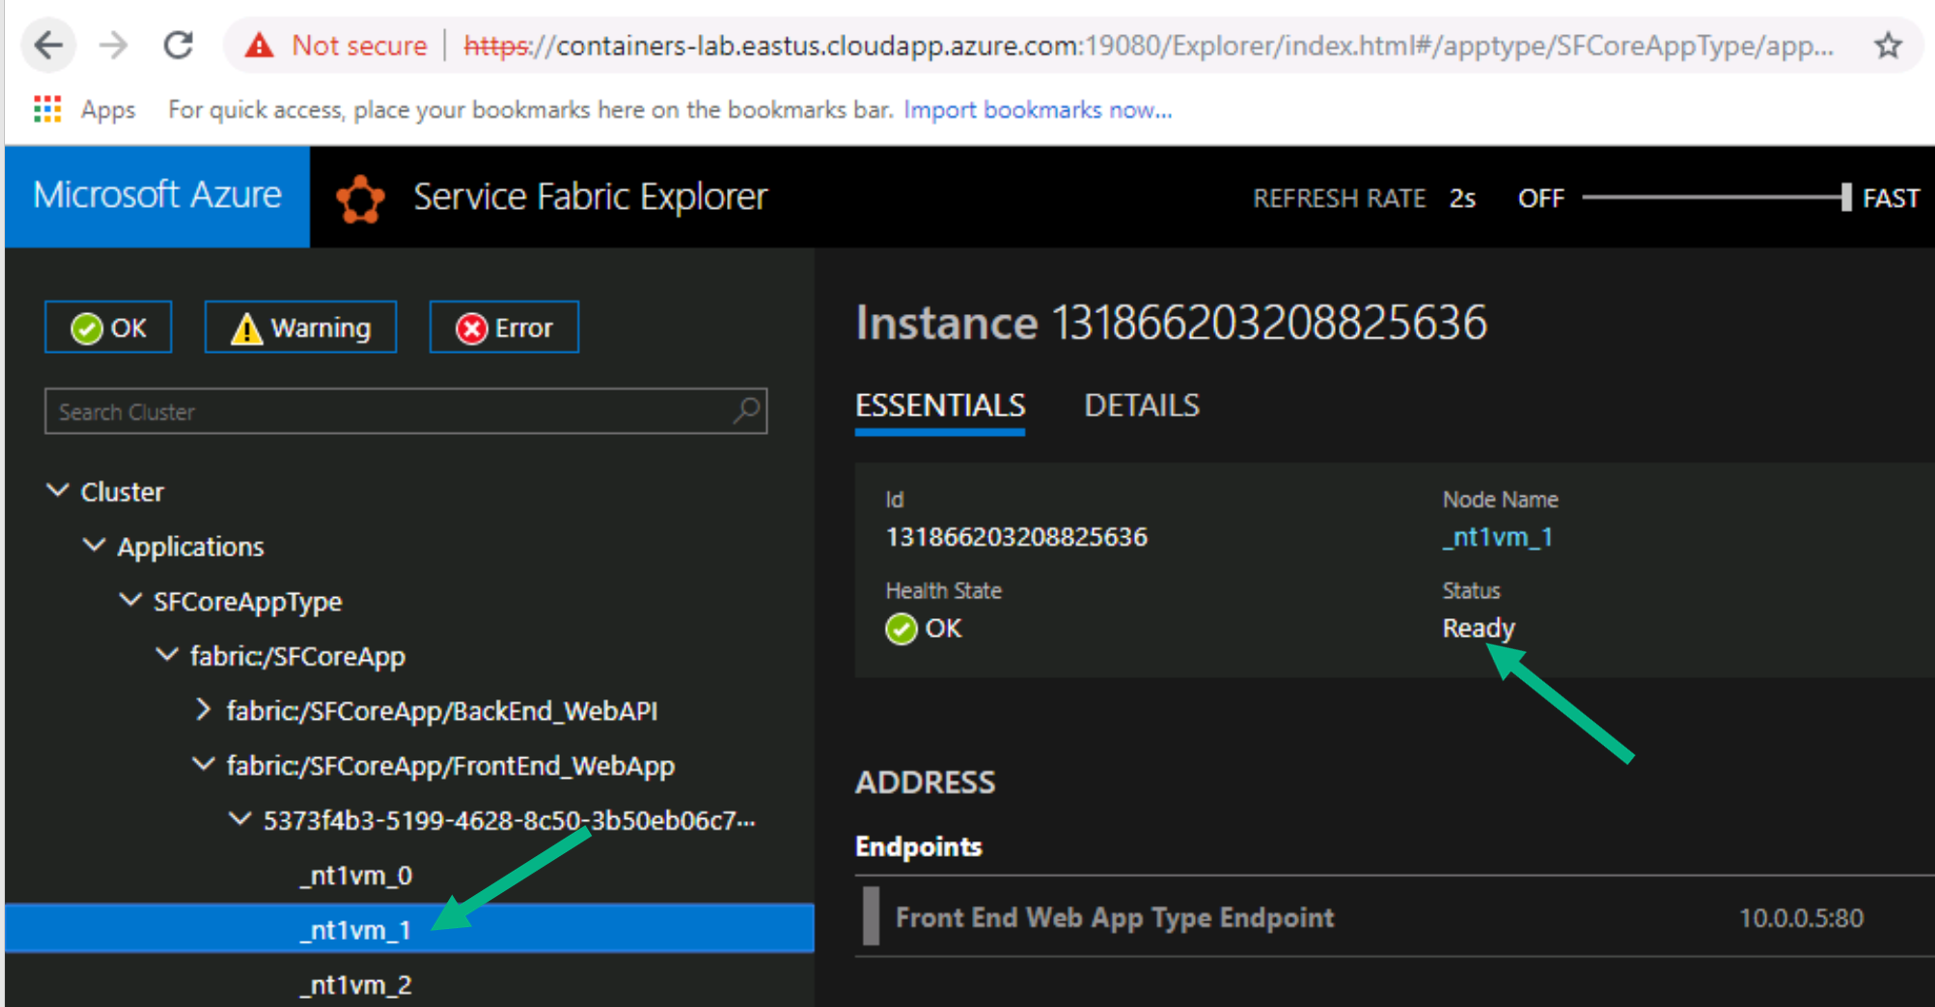 Not secure https://containers-lab.eastus.cloudapp.azure.com:19080/Explorer/index.html#/apptype/SFCoreAppType/app...
Apps For quick access, place your bookmarks here on the bookmarks bar. Import bookmarks now...
Microsoft Azure Service Fabric Explorer REFRESH RATE 2s OFF FAST
OK Warning Error
Search Cluster
Cluster
Applications
SFCoreAppType
fabric:/SFCoreApp
fabric:/SFCoreApp/BackEnd_WebAPI
fabric:/SFCoreApp/FrontEnd_WebApp
5373f4b3-5199-4628-8c50-3b50eb06c7...
_nt1vm_0
_nt1vm_1
_nt1vm_2
Instance 131866203208825636
ESSENTIALS DETAILS
Id Node Name
131866203208825636 _nt1vm_1
Health State Status
OK Ready
ADDRESS
Endpoints
Front End Web App Type Endpoint 10.0.0.5:80